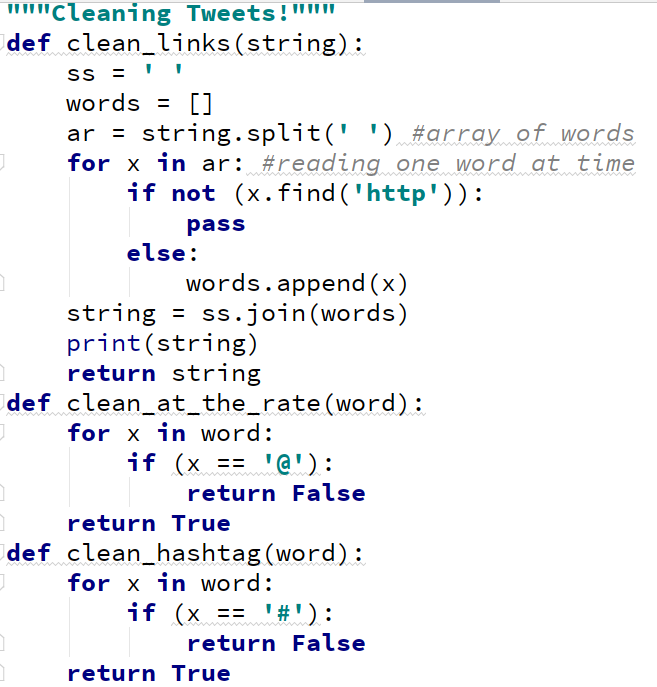 """Cleaning Tweets!"""
def clean_links(string):
    ss = ' '
    words = []
    ar = string.split(' ') #array of words
    for x in ar: #reading one word at time
        if not (x.find('http')):
            pass
        else:
            words.append(x)
    string = ss.join(words)
    print(string)
    return string
def clean_at_the_rate(word):
    for x in word:
        if (x == '@'):
            return False
    return True
def clean_hashtag(word):
    for x in word:
        if (x == '#'):
            return False
    return True